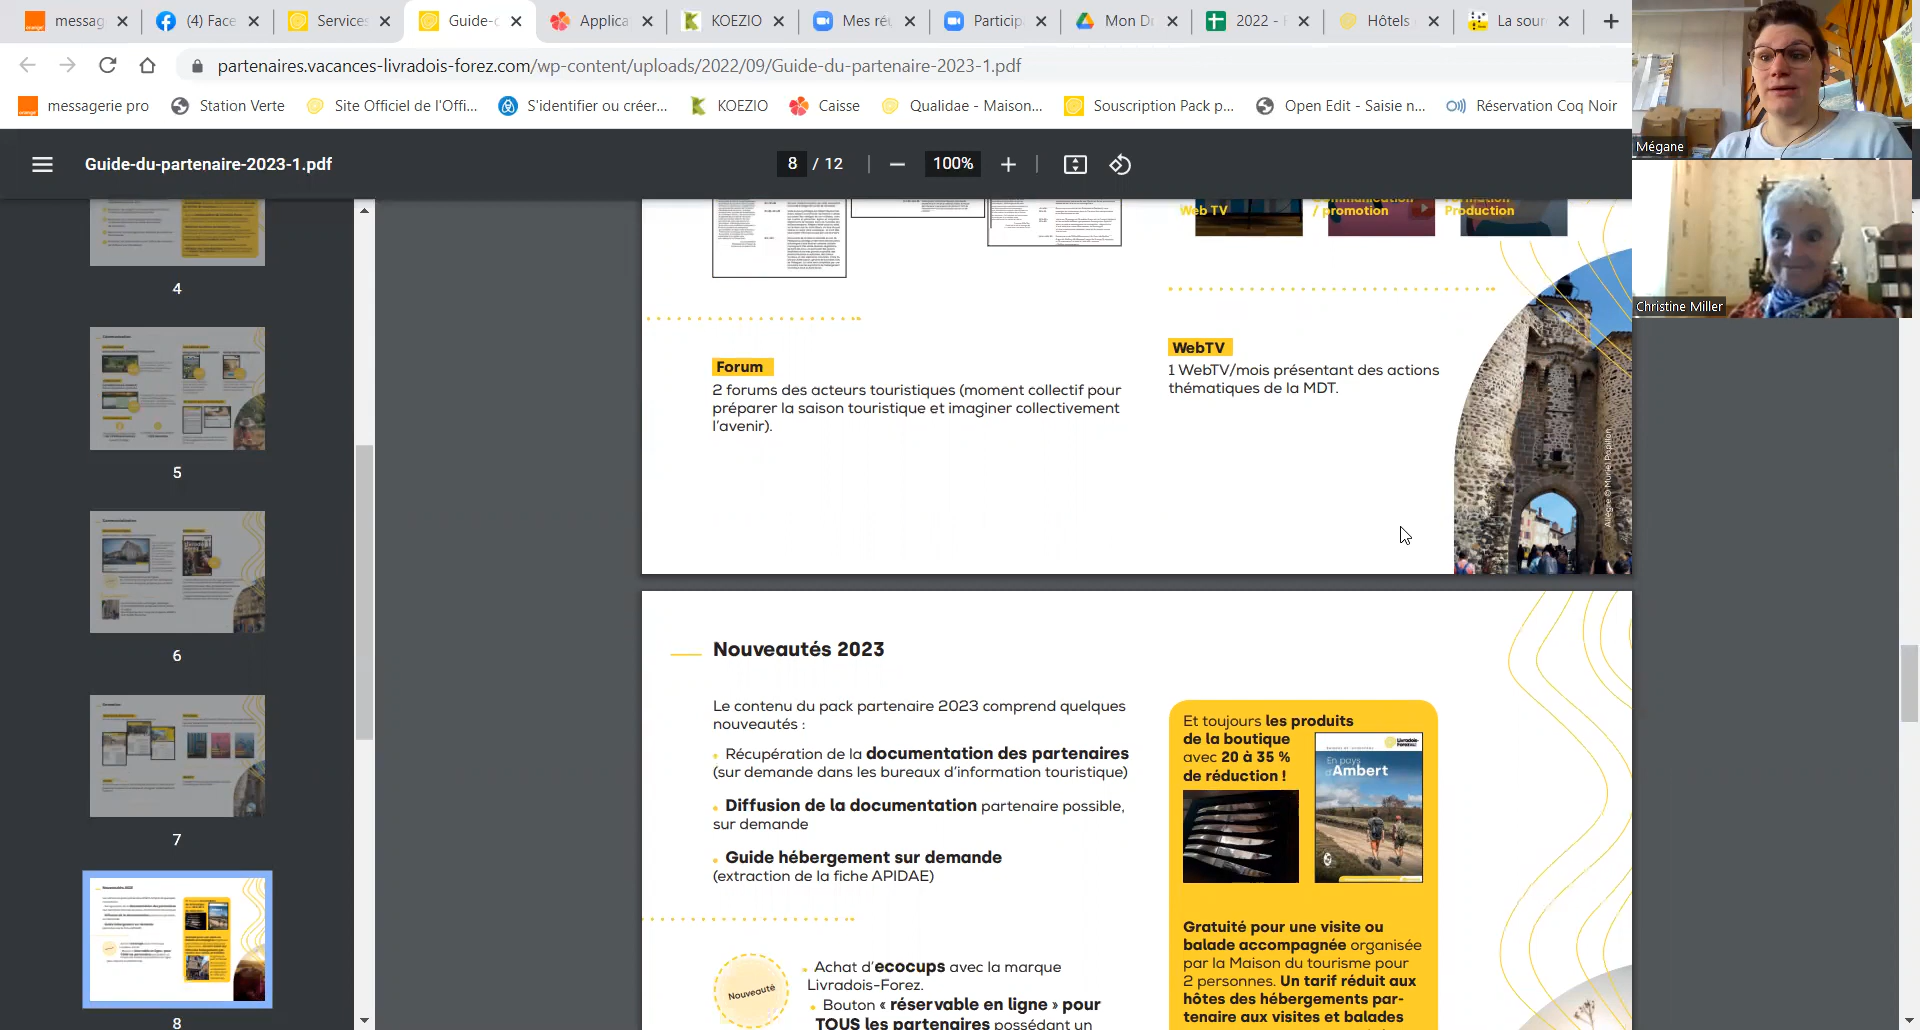 messag
(4) Face
Services
Guide-
Applica
KOEZIO
Mes ré
Particip
Mon D
2022 -
Hôtels
La sour
partenaires.vacances-livradois-forez.com/wp-content/uploads/2022/09/Guide-du-partenaire-2023-1.pdf
messagerie pro
Station Verte
Site Officiel de l'Offi...
S'identifier ou créer...
KOEZIO
Caisse
Qualidae - Maison...
Souscription Pack p...
Open Edit - Saisie n...
Réservation Coq Noir
Guide-du-partenaire-2023-1.pdf
8 / 12
100%
Mégane
Christine Miller
4
5
6
7
8
Web TV
/ promotion
Production
Forum
2 forums des acteurs touristiques (moment collectif pour
préparer la saison touristique et imaginer collectivement
l'avenir).
WebTV
1 WebTV/mois présentant des actions
thématiques de la MDT.
Allègre © Muriel Papillon
Nouveautés 2023
Le contenu du pack partenaire 2023 comprend quelques
nouveautés :
• Récupération de la documentation des partenaires
(sur demande dans les bureaux d'information touristique)
• Diffusion de la documentation partenaire possible,
sur demande
• Guide hébergement sur demande
(extraction de la fiche APIDAE)
Nouveauté
• Achat d'ecocups avec la marque
Livradois-Forez.
• Bouton « réservable en ligne » pour
TOUS les partenaires possédant un
Et toujours les produits
de la boutique
avec 20 à 35 %
de réduction !
Livradois-
Forez
En pays
d'Ambert
Gratuité pour une visite ou
balade accompagnée organisée
par la Maison du tourisme pour
2 personnes. Un tarif réduit aux
hôtes des hébergements par-
tenaire aux visites et balades